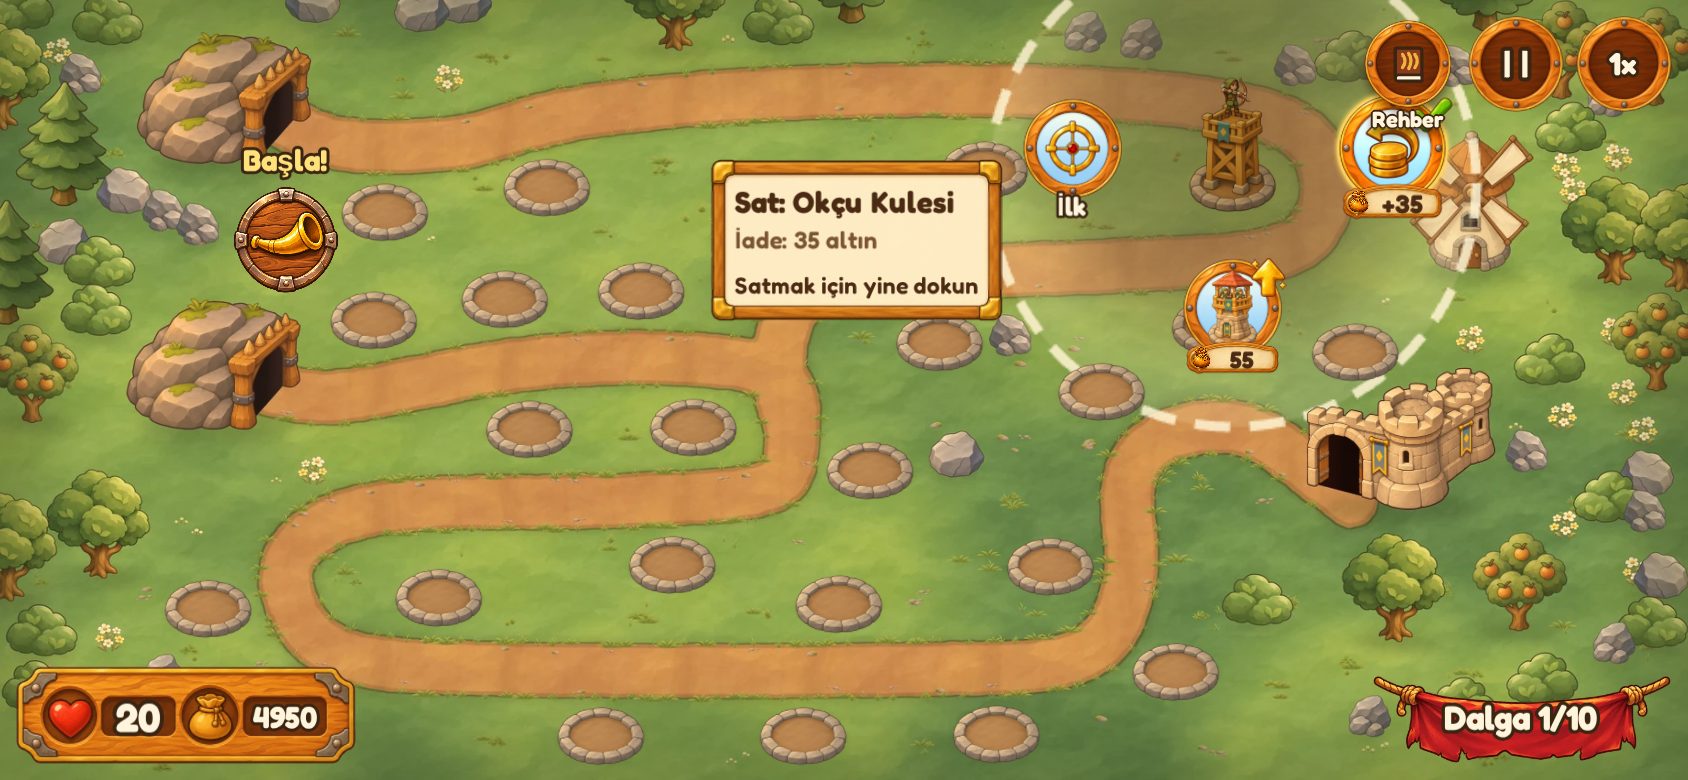 1x
Rehber
Başla!
İlk
+35
Sat: Okçu Kulesi
İade: 35 altın
Satmak için yine dokun
55
20
4950
Dalga 1/10